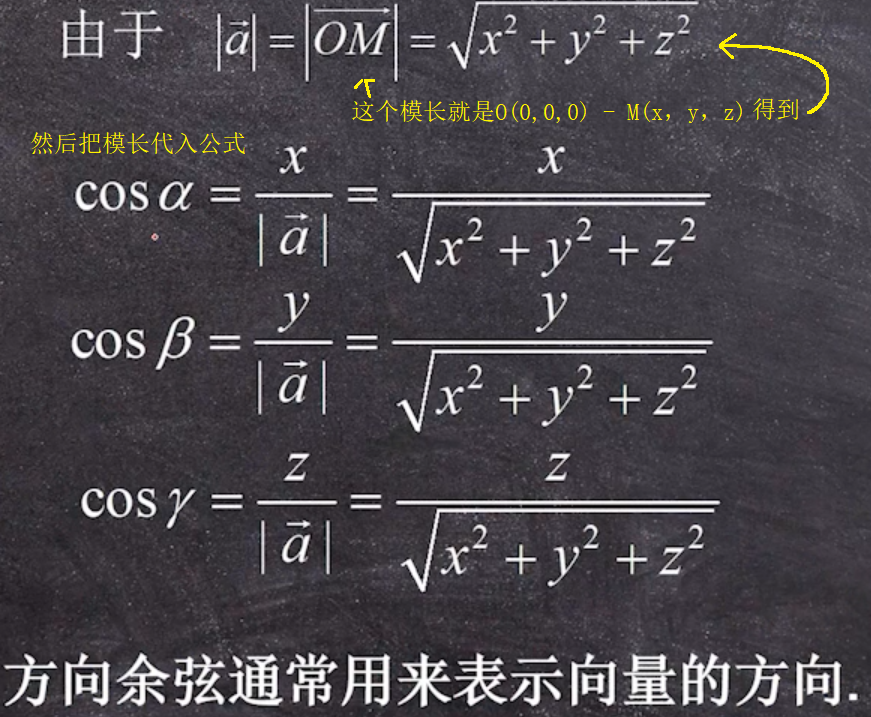 由于 |a⃗| = |OM⃗| = √(x² + y² + z²)
这个模长就是O(0,0,0) - M(x, y, z) 得到
然后把模长代入公式
cos α = x / |a⃗| = x / √(x² + y² + z²)
cos β = y / |a⃗| = y / √(x² + y² + z²)
cos γ = z / |a⃗| = z / √(x² + y² + z²)
方向余弦通常用来表示向量的方向.